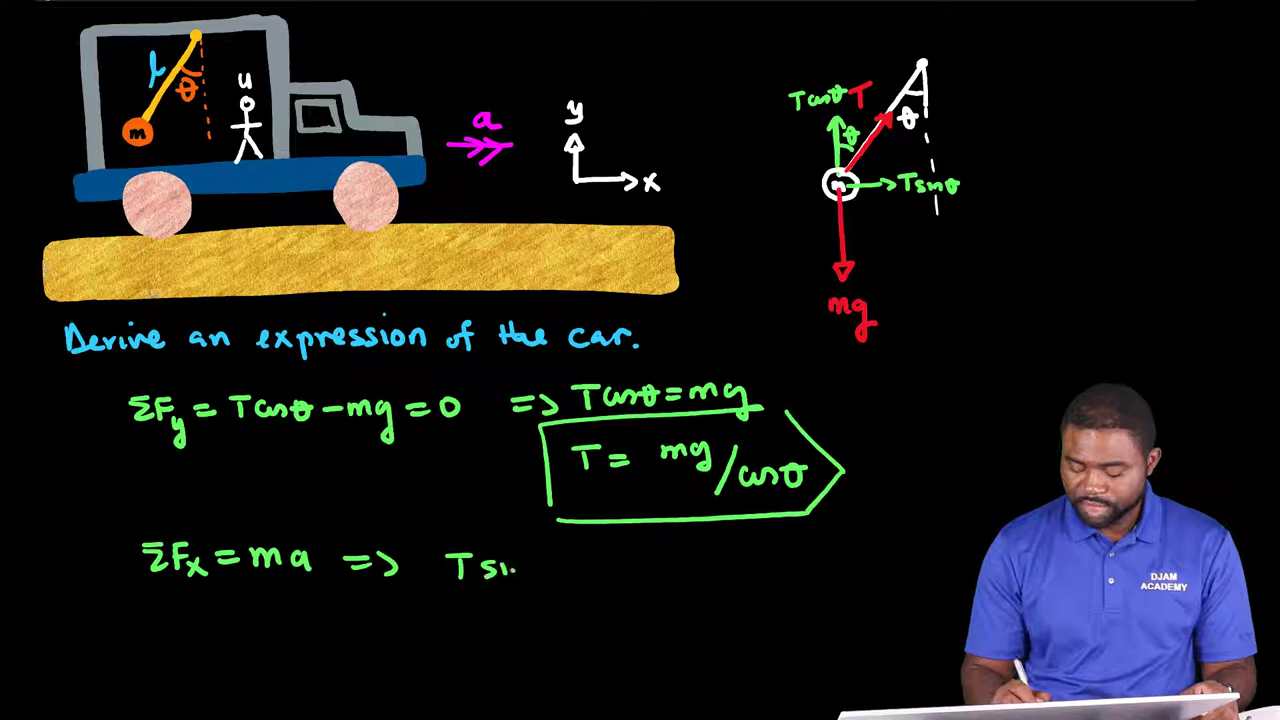 l
θ
m
u
a
y
x
Tcosθ
T
θ
θ
m
Tsinθ
mg
Derive an expression of the car.
ΣFy = Tcosθ - mg = 0 => Tcosθ = mg
T = mg/cosθ
ΣFx = ma => T si
DJAM
ACADEMY